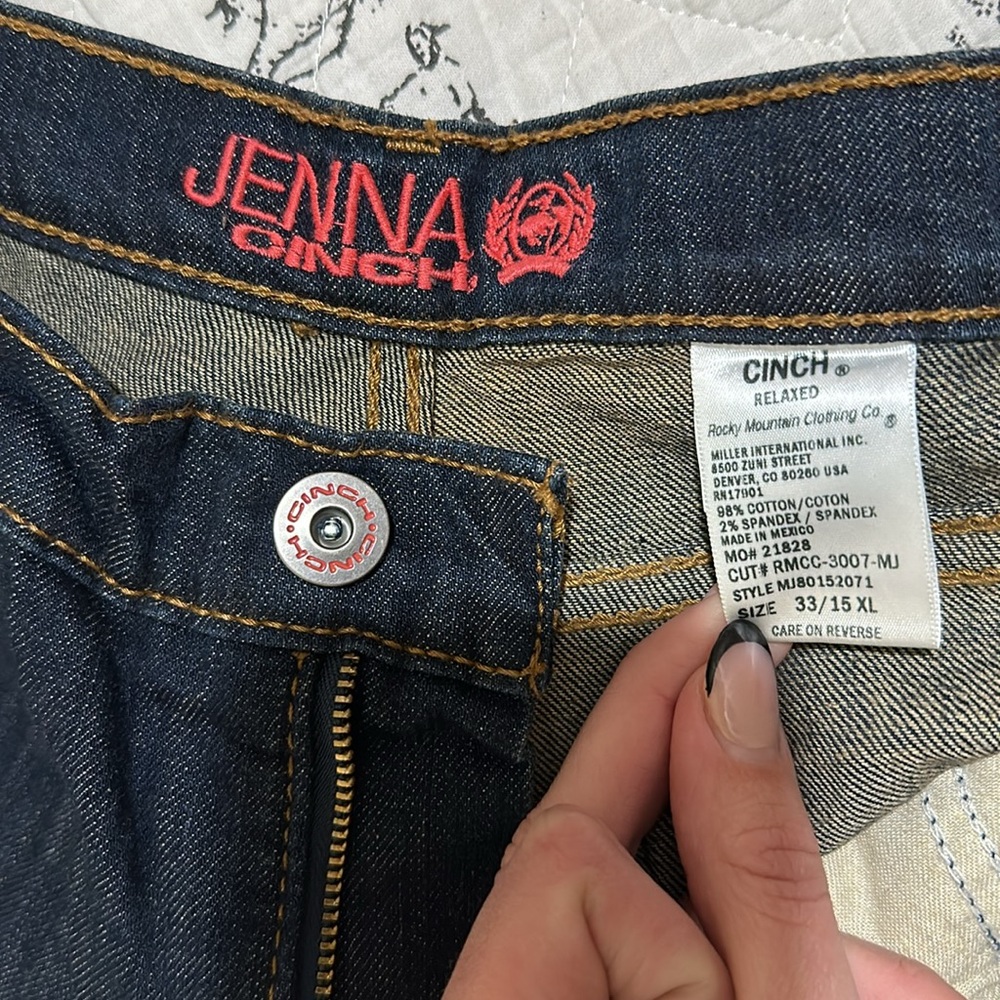 JENNA
CINCH
CINCH ®
RELAXED
Rocky Mountain Clothing Co. ®
MILLER INTERNATIONAL INC.
8500 ZUNI STREET
DENVER, CO 80260 USA
RN17901
98% COTTON/COTON
2% SPANDEX / SPANDEX
MADE IN MEXICO
MO# 21828
CUT# RMCC-3007-MJ
STYLE MJ80152071
SIZE 33/15 XL
CARE ON REVERSE
CINCH · CINCH ·